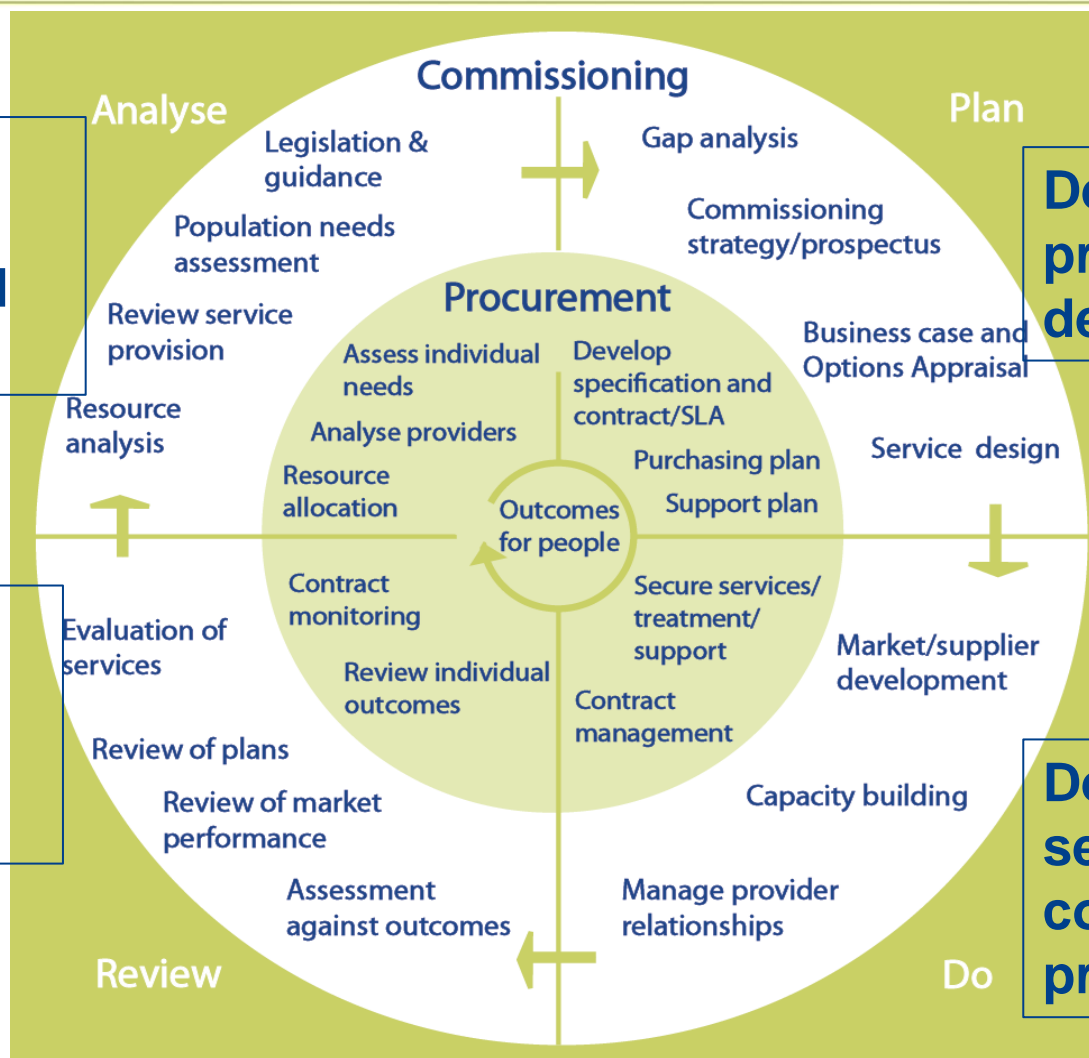 Commissioning
Analyse
Plan
Legislation &
guidance
Population needs
assessment
Review service
provision
Resource
analysis
Gap analysis
Commissioning
strategy/prospectus
Business case and
Options Appraisal
Service design
Procurement
Assess individual
needs
Analyse providers
Resource
allocation
Develop
specification and
contract/SLA
Purchasing plan
Support plan
Outcomes
for people
Contract
monitoring
Review individual
outcomes
Secure services/
treatment/
support
Contract
management
Evaluation of
services
Review of plans
Review of market
performance
Assessment
against outcomes
Market/supplier
development
Capacity building
Manage provider
relationships
Review
Do